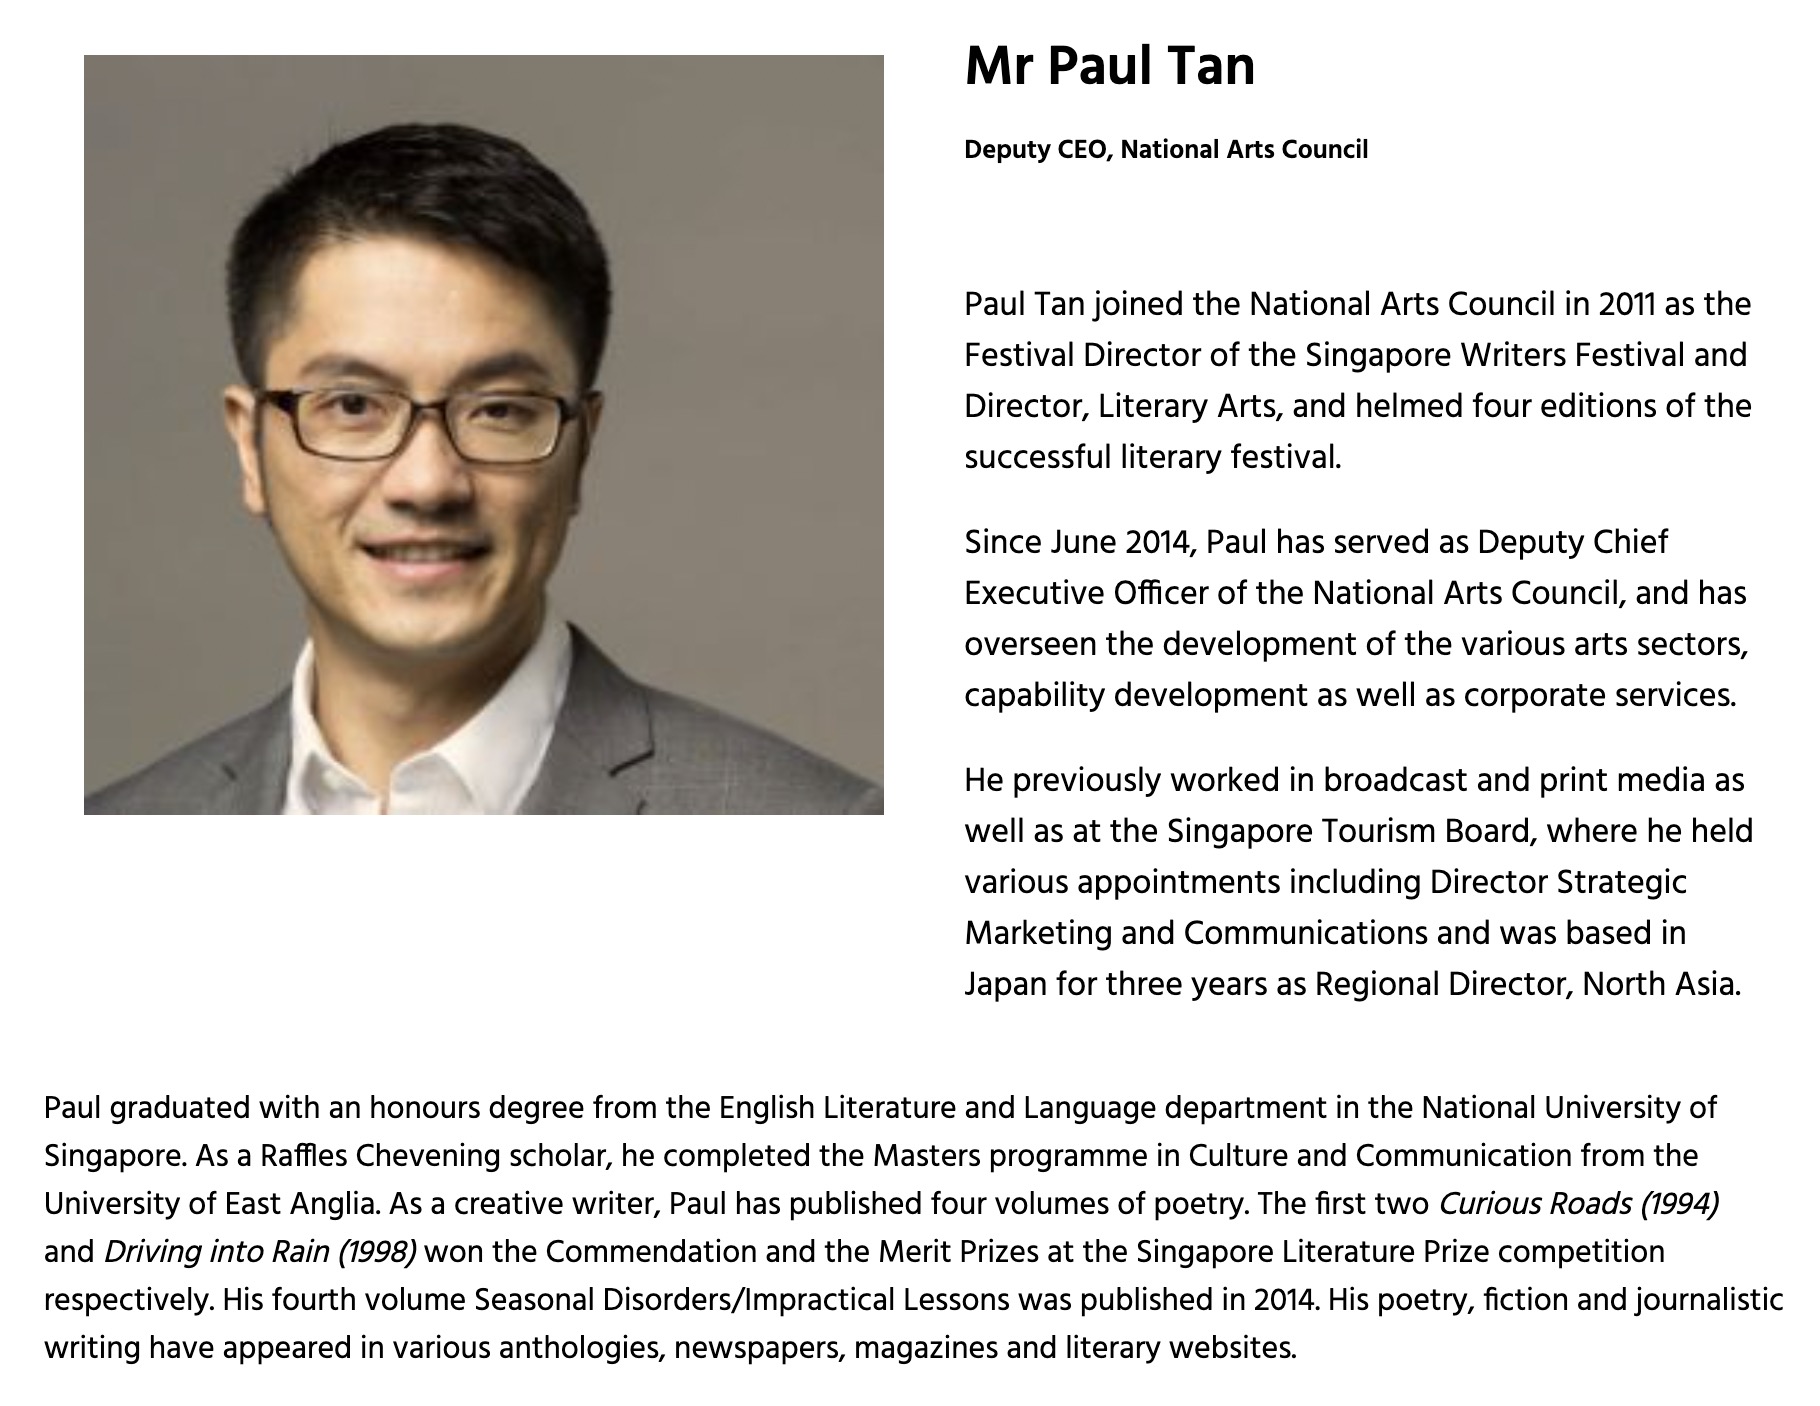 Mr Paul Tan
Deputy CEO, National Arts Council
Paul Tan joined the National Arts Council in 2011 as the
Festival Director of the Singapore Writers Festival and
Director, Literary Arts, and helmed four editions of the
successful literary festival.
Since June 2014, Paul has served as Deputy Chief
Executive Officer of the National Arts Council, and has
overseen the development of the various arts sectors,
capability development as well as corporate services.
He previously worked in broadcast and print media as
well as at the Singapore Tourism Board, where he held
various appointments including Director Strategic
Marketing and Communications and was based in
Japan for three years as Regional Director, North Asia.
Paul graduated with an honours degree from the English Literature and Language department in the National University of
Singapore. As a Raffles Chevening scholar, he completed the Masters programme in Culture and Communication from the
University of East Anglia. As a creative writer, Paul has published four volumes of poetry. The first two Curious Roads (1994)
and Driving into Rain (1998) won the Commendation and the Merit Prizes at the Singapore Literature Prize competition
respectively. His fourth volume Seasonal Disorders/Impractical Lessons was published in 2014. His poetry, fiction and journalistic
writing have appeared in various anthologies, newspapers, magazines and literary websites.